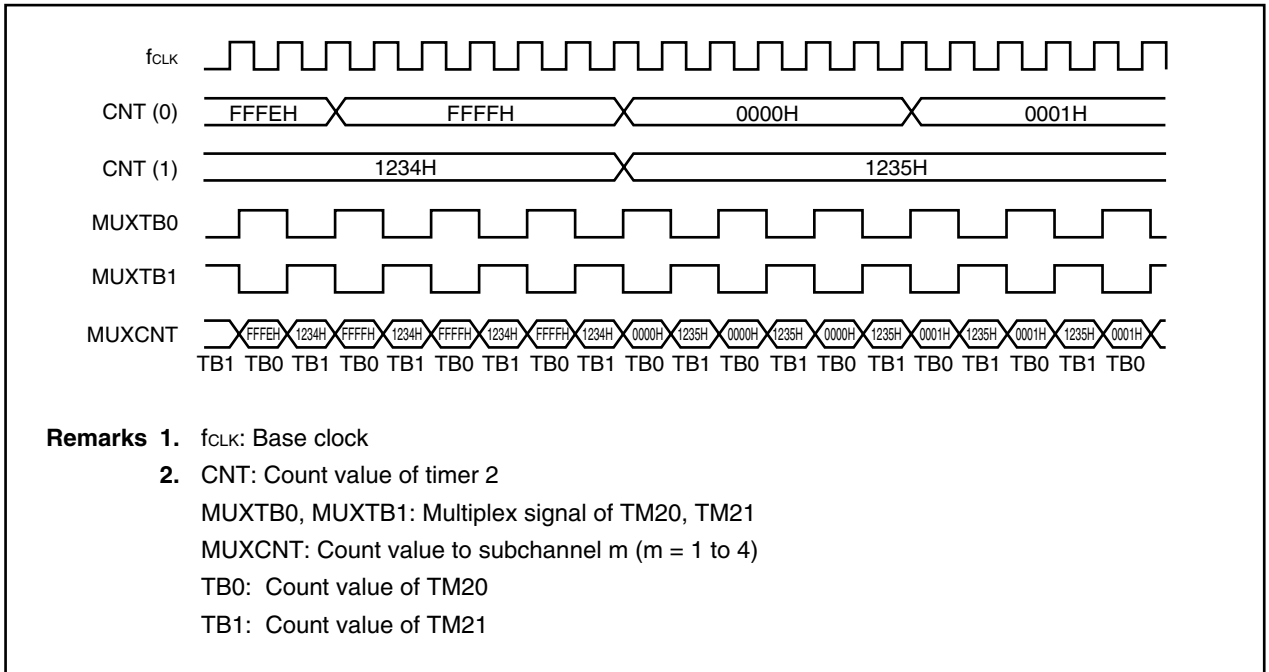 fCLK
CNT (0) FFFEH FFFFH 0000H 0001H
CNT (1) 1234H 1235H
MUXTB0
MUXTB1
MUXCNT FFFEH 1234H FFFFH 1234H FFFFH 1234H FFFFH 1234H 0000H 1235H 0000H 1235H 0000H 1235H 0001H 1235H 0001H 1235H 0001H
TB1 TB0 TB1 TB0 TB1 TB0 TB1 TB0 TB1 TB0 TB1 TB0 TB1 TB0 TB1 TB0 TB1 TB0 TB1 TB0
Remarks 1. fCLK: Base clock
2. CNT: Count value of timer 2
MUXTB0, MUXTB1: Multiplex signal of TM20, TM21
MUXCNT: Count value to subchannel m (m = 1 to 4)
TB0: Count value of TM20
TB1: Count value of TM21